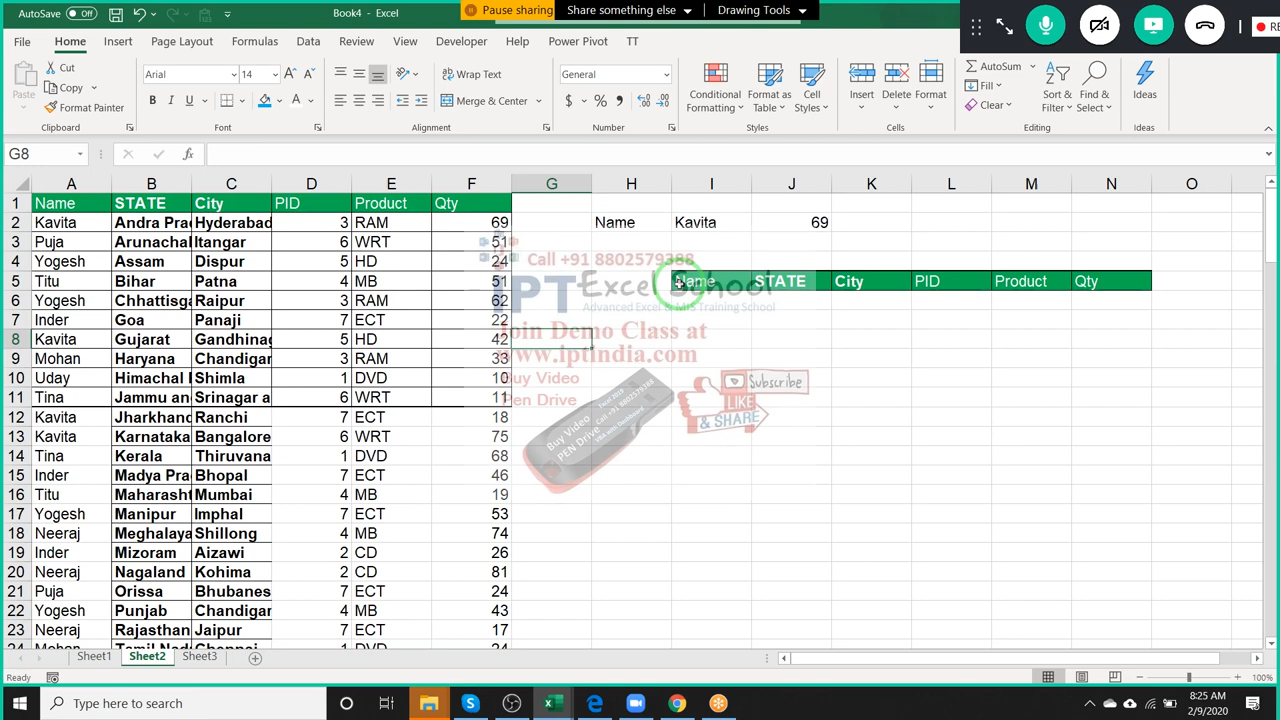 AutoSave Off Book4 - Excel Pause sharing Share something else Drawing Tools
File Home Insert Page Layout Formulas Data Review View Developer Help Power Pivot TT
Paste Cut Copy Format Painter Clipboard
Arial 14 B I U A Font
Wrap Text Merge & Center Alignment
General $ % Number
Conditional Formatting Format as Table Cell Styles Styles
Insert Delete Format Cells
AutoSum Fill Clear Sort & Filter Find & Select Editing
Ideas Ideas
G8 fx
A B C D E F G H I J K L M N O
1 Name STATE City PID Product Qty
2 Kavita Andra Prac Hyderabad 3 RAM 69 Name Kavita 69
3 Puja Arunachal Itangar 6 WRT 51
4 Yogesh Assam Dispur 5 HD 24
Call +91 8802579388
5 Titu Bihar Patna 4 MB 51 Name STATE City PID Product Qty
IPT Excel School
Advanced Excel & MIS Training School
6 Yogesh Chhattisga Raipur 3 RAM 62
7 Inder Goa Panaji 7 ECT 22
Join Demo Class at
8 Kavita Gujarat Gandhinag 5 HD 42
www.iptindia.com
9 Mohan Haryana Chandigar 3 RAM 33
10 Uday Himachal Shimla 1 DVD 10
Buy Video
Pen Drive
Subscribe
LIKE
& SHARE
11 Tina Jammu an Srinagar a 6 WRT 11
12 Kavita Jharkhand Ranchi 7 ECT 18
13 Kavita Karnataka Bangalore 6 WRT 75
Buy Video
PEN Drive
Call +91 8802579388
14 Tina Kerala Thiruvana 1 DVD 68
15 Inder Madya Prac Bhopal 7 ECT 46
16 Titu Maharasht Mumbai 4 MB 19
17 Yogesh Manipur Imphal 7 ECT 53
18 Neeraj Meghalaya Shillong 4 MB 74
19 Inder Mizoram Aizawi 2 CD 26
20 Neeraj Nagaland Kohima 2 CD 81
21 Puja Orissa Bhubanes 7 ECT 24
22 Yogesh Punjab Chandigar 4 MB 43
23 Neeraj Rajasthan Jaipur 7 ECT 17
Sheet1 Sheet2 Sheet3
Ready 100%
Type here to search
8:25 AM
2/9/2020